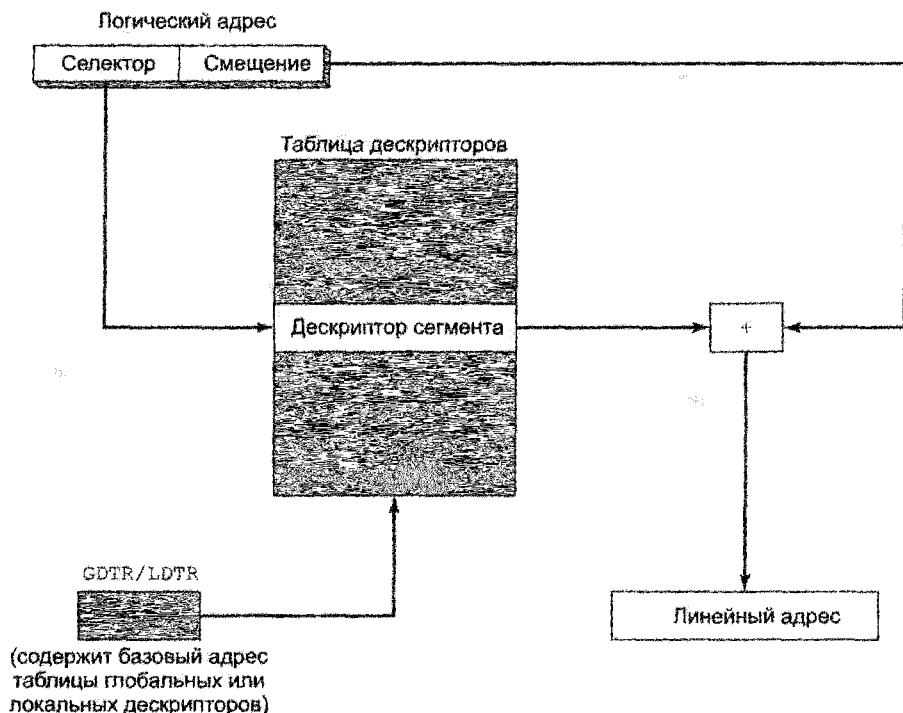 Логический адрес
Селектор Смещение
Таблица дескрипторов
Дескриптор сегмента
+
GDTR/LDTR
Линейный адрес
(содержит базовый адрес
таблицы глобальных или
локальных дескрипторов)